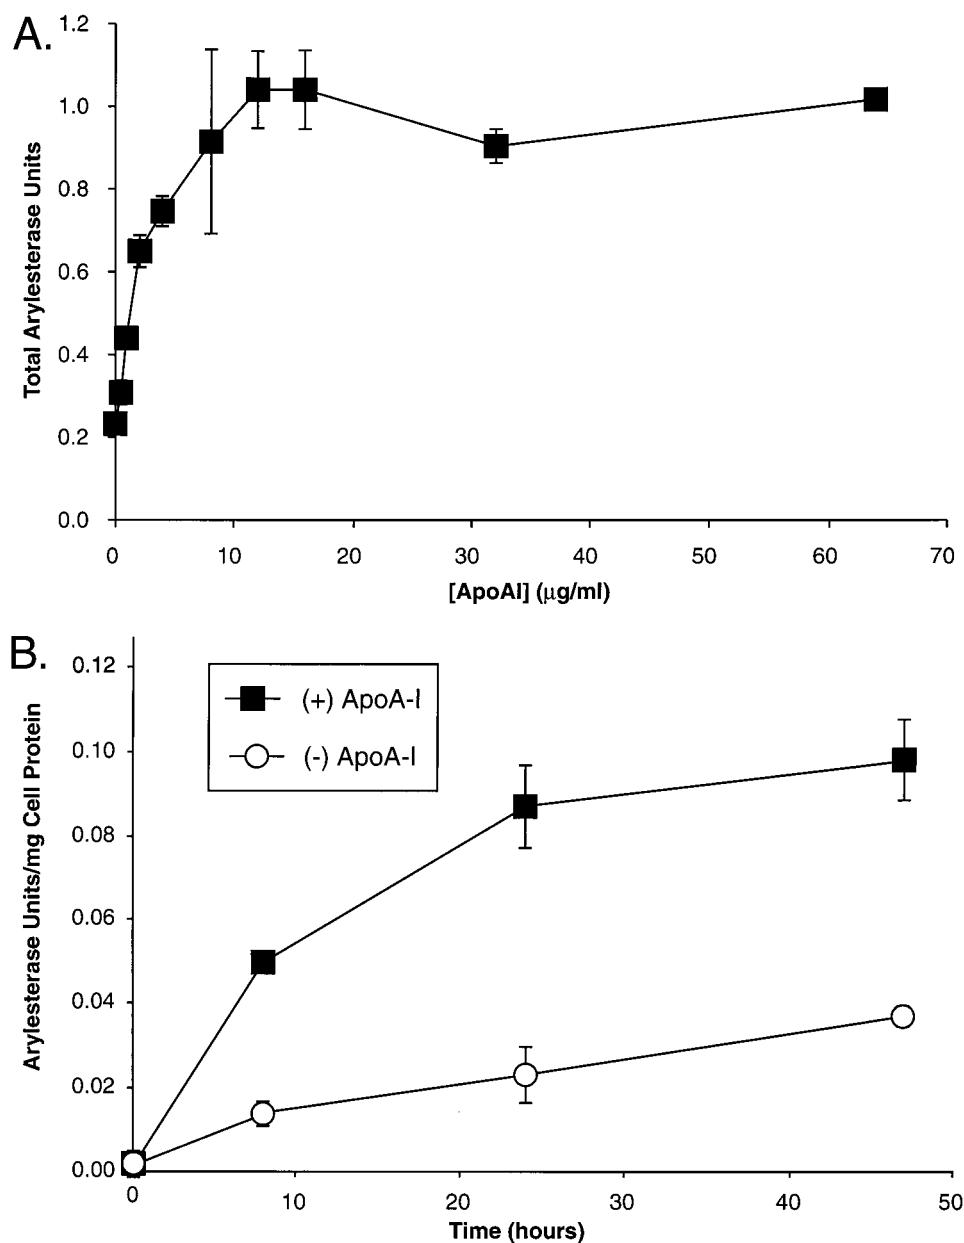 A.
Total Arylesterase Units
1.2
1.0
0.8
0.6
0.4
0.2
0.0
0 10 20 30 40 50 60 70
[ApoAI] (μg/ml)
B.
Arylesterase Units/mg Cell Protein
0.12
0.10
0.08
0.06
0.04
0.02
0.00
(+) ApoA-I
(-) ApoA-I
0 10 20 30 40 50
Time (hours)